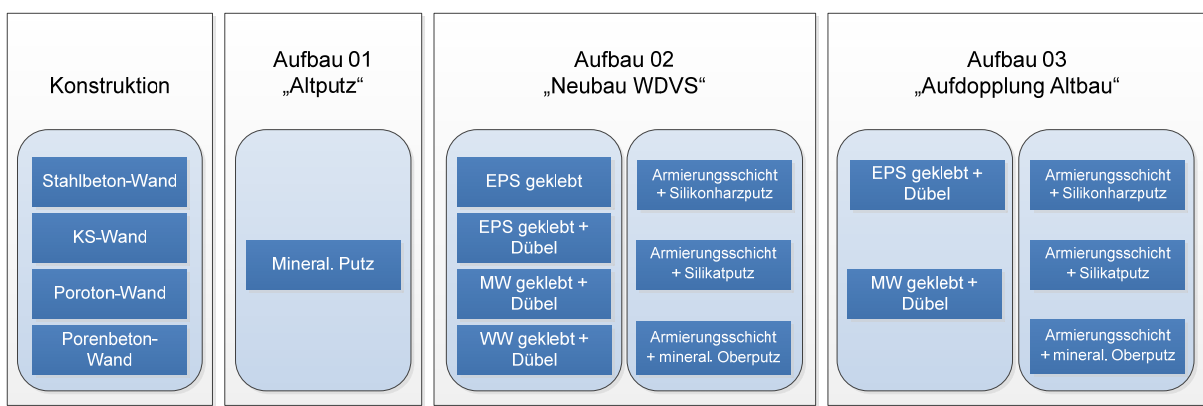 Konstruktion
Stahlbeton-Wand
KS-Wand
Poroton-Wand
Porenbeton-
Wand
Aufbau 01
„Altputz“
Mineral. Putz
Aufbau 02
„Neubau WDVS“
EPS geklebt
EPS geklebt +
Dübel
MW geklebt +
Dübel
WW geklebt +
Dübel
Armierungsschicht
+ Silikonharzputz
Armierungsschicht
+ Silikatputz
Armierungsschicht
+ mineral. Oberputz
Aufbau 03
„Aufdopplung Altbau“
EPS geklebt +
Dübel
MW geklebt +
Dübel
Armierungsschicht
+ Silikonharzputz
Armierungsschicht
+ Silikatputz
Armierungsschicht
+ mineral. Oberputz